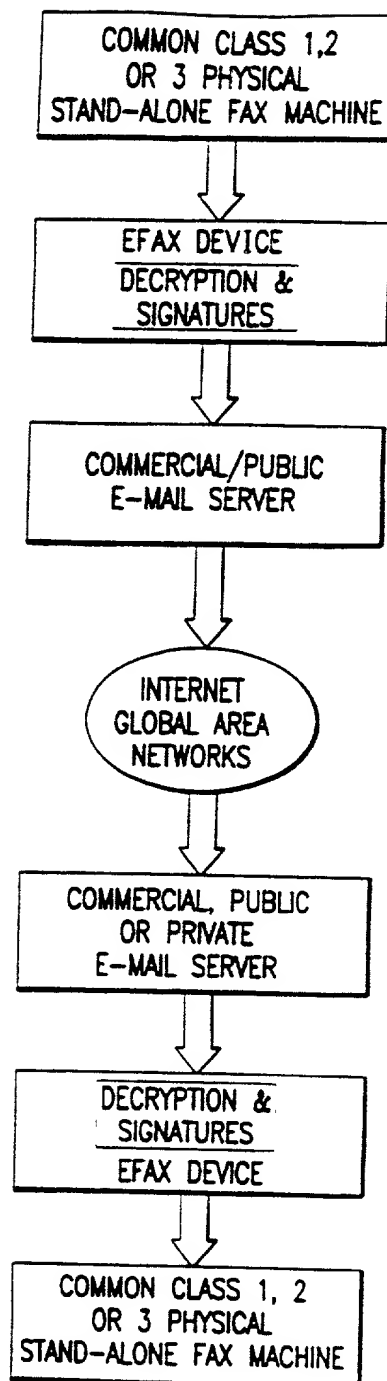 COMMON CLASS 1,2
OR 3 PHYSICAL
STAND-ALONE FAX MACHINE
EFAX DEVICE
DECRYPTION &
SIGNATURES
COMMERCIAL/PUBLIC
E-MAIL SERVER
INTERNET
GLOBAL AREA
NETWORKS
COMMERCIAL, PUBLIC
OR PRIVATE
E-MAIL SERVER
DECRYPTION &
SIGNATURES
EFAX DEVICE
COMMON CLASS 1, 2
OR 3 PHYSICAL
STAND-ALONE FAX MACHINE